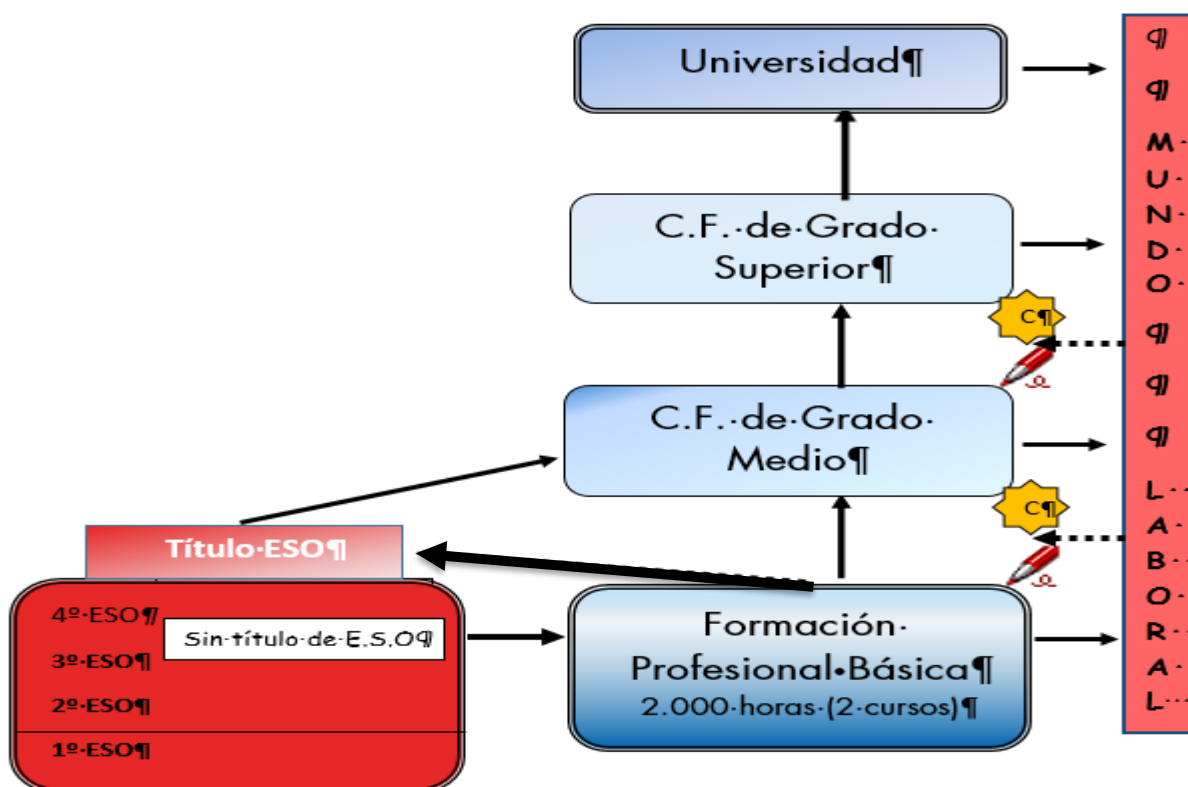 Universidad¶
C.F.·de·Grado·
Superior¶
C¶
C.F.·de·Grado·
Medio¶
C¶
Título·ESO¶
4º·ESO¶
Sin·título·de·E.S.O¶
3º·ESO¶
2º·ESO¶
1º·ESO¶
Formación·
Profesional•Básica¶
2.000·horas·(2·cursos)¶
¶
¶
M·
U·
N·
D·
O·
¶
¶
¶
L··
A·
B··
O·
R·
A·
L···